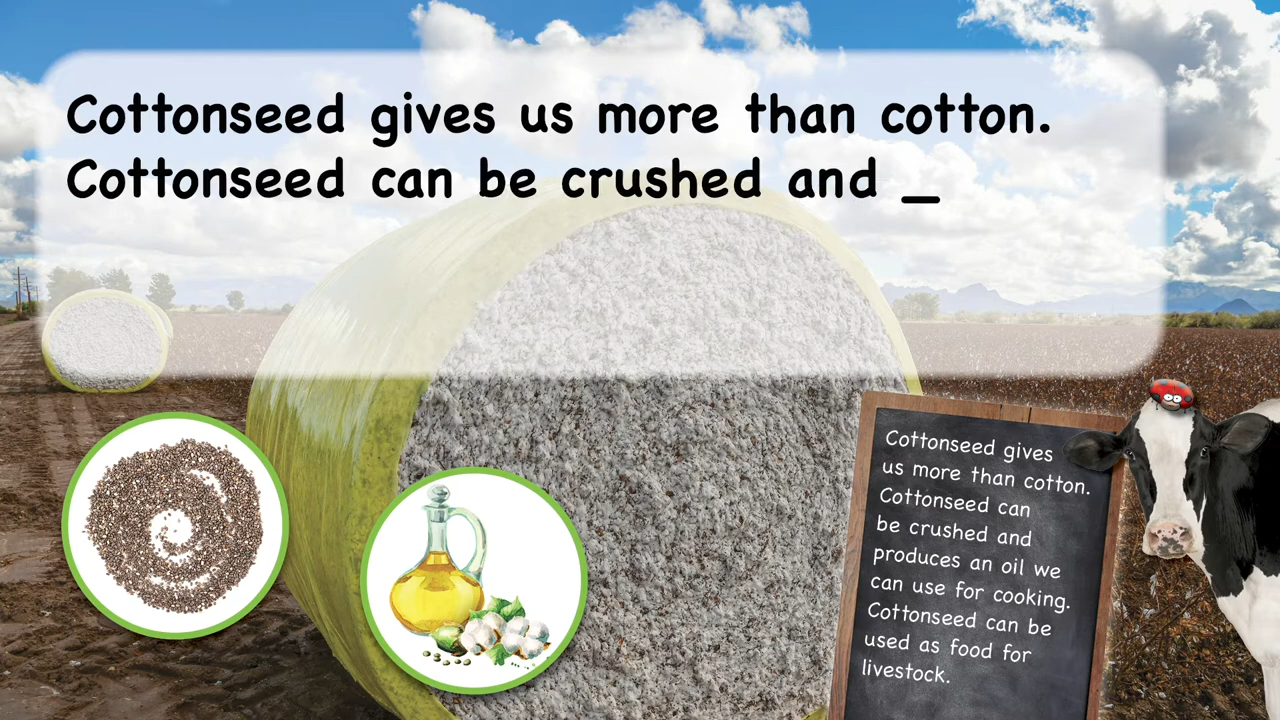 Cottonseed gives us more than cotton.
Cottonseed can be crushed and _
Cottonseed gives
us more than cotton.
Cottonseed can
be crushed and
produces an oil we
can use for cooking.
Cottonseed can be
used as food for
livestock.